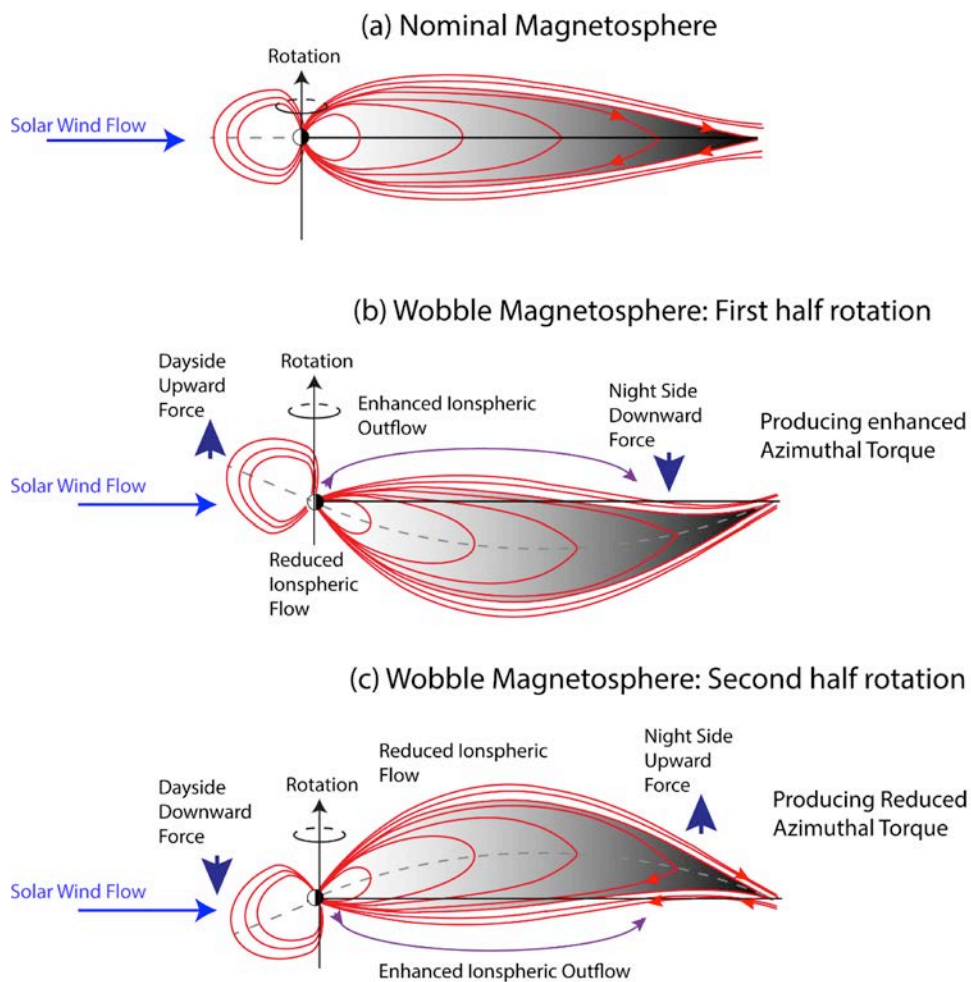 (a) Nominal Magnetosphere
Rotation
Solar Wind Flow
(b) Wobble Magnetosphere: First half rotation
Dayside
Upward
Force
Rotation
Enhanced Ionspheric
Outflow
Night Side
Downward
Force
Producing enhanced
Azimuthal Torque
Solar Wind Flow
Reduced
Ionspheric
Flow
(c) Wobble Magnetosphere: Second half rotation
Dayside
Downward
Force
Rotation
Reduced Ionspheric
Flow
Night Side
Upward
Force
Producing Reduced
Azimuthal Torque
Solar Wind Flow
Enhanced Ionspheric Outflow